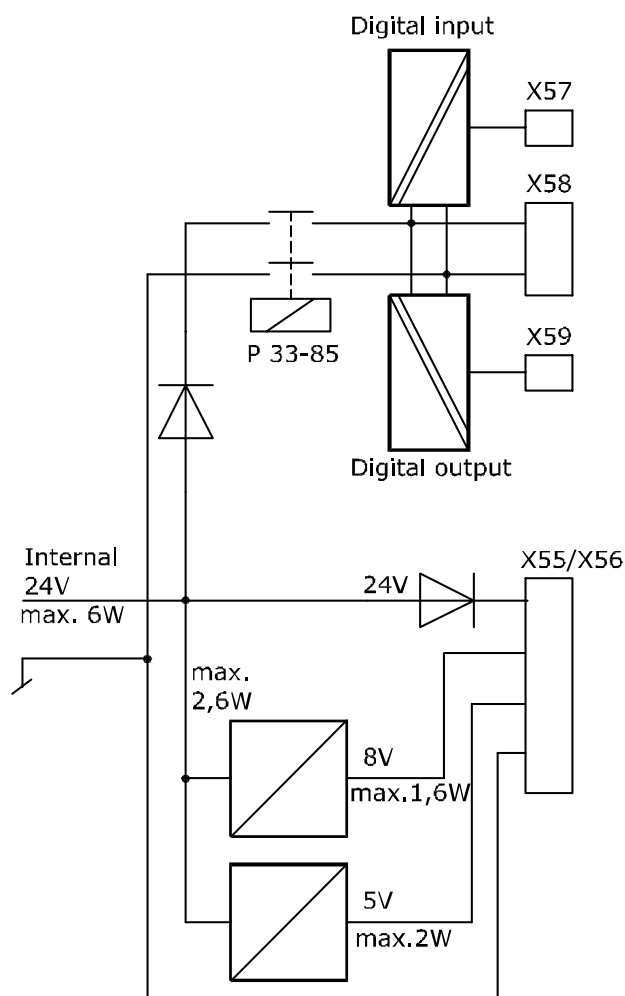 Digital input
X57
X58
P 33-85
X59
Digital output
Internal
24V
max. 6W
24V
X55/X56
max.
2,6W
8V
max.1,6W
5V
max.2W